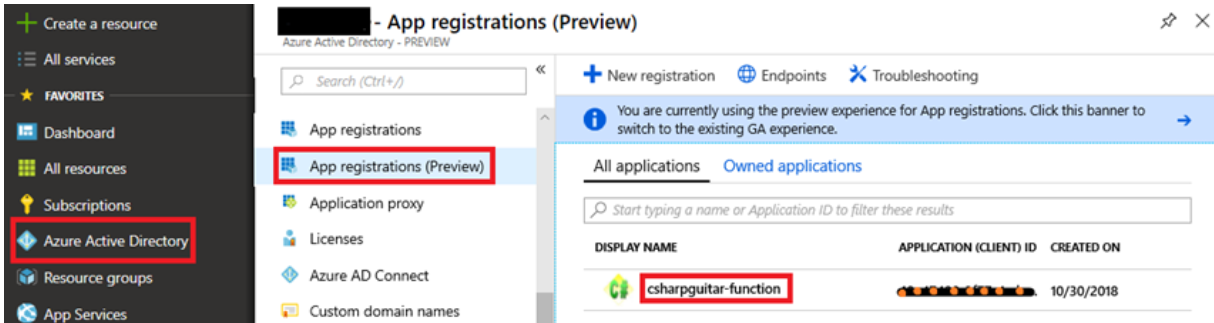 Create a resource
All services
FAVORITES
Dashboard
All resources
Subscriptions
Azure Active Directory
Resource groups
App Services
- App registrations (Preview)
Azure Active Directory - PREVIEW
Search (Ctrl+/)
App registrations
App registrations (Preview)
Application proxy
Licenses
Azure AD Connect
Custom domain names
New registration Endpoints Troubleshooting
You are currently using the preview experience for App registrations. Click this banner to
switch to the existing GA experience.
All applications Owned applications
Start typing a name or Application ID to filter these results
DISPLAY NAME APPLICATION (CLIENT) ID CREATED ON
csharpguitar-function 10/30/2018